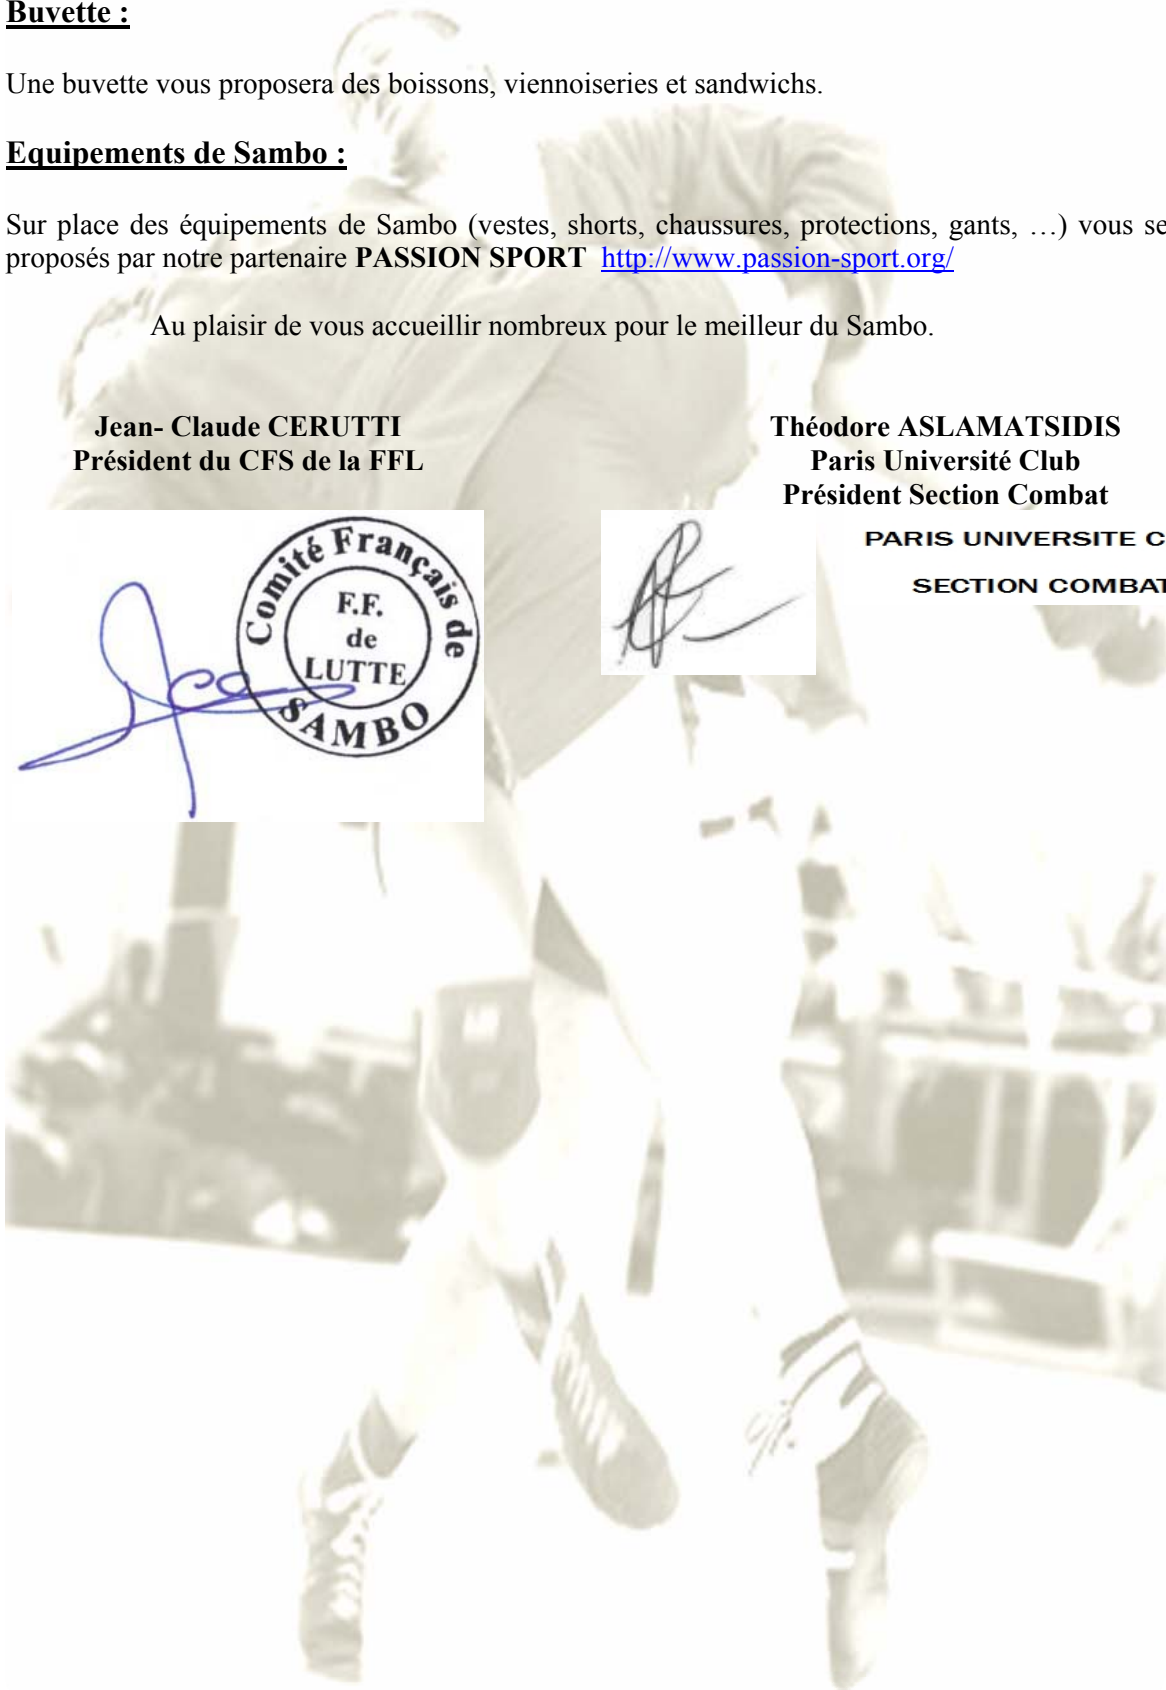 Buvette :
Une buvette vous proposera des boissons, viennoiseries et sandwichs.
Equipements de Sambo :
Sur place des équipements de Sambo (vestes, shorts, chaussures, protections, gants, …) vous se
proposés par notre partenaire PASSION SPORT http://www.passion-sport.org/
Au plaisir de vous accueillir nombreux pour le meilleur du Sambo.
Jean- Claude CERUTTI
Président du CFS de la FFL
Théodore ASLAMATSIDIS
Paris Université Club
Président Section Combat
Comité Français de
F.F.
de
LUTTE
SAMBO
PARIS UNIVERSITE C
SECTION COMBAT